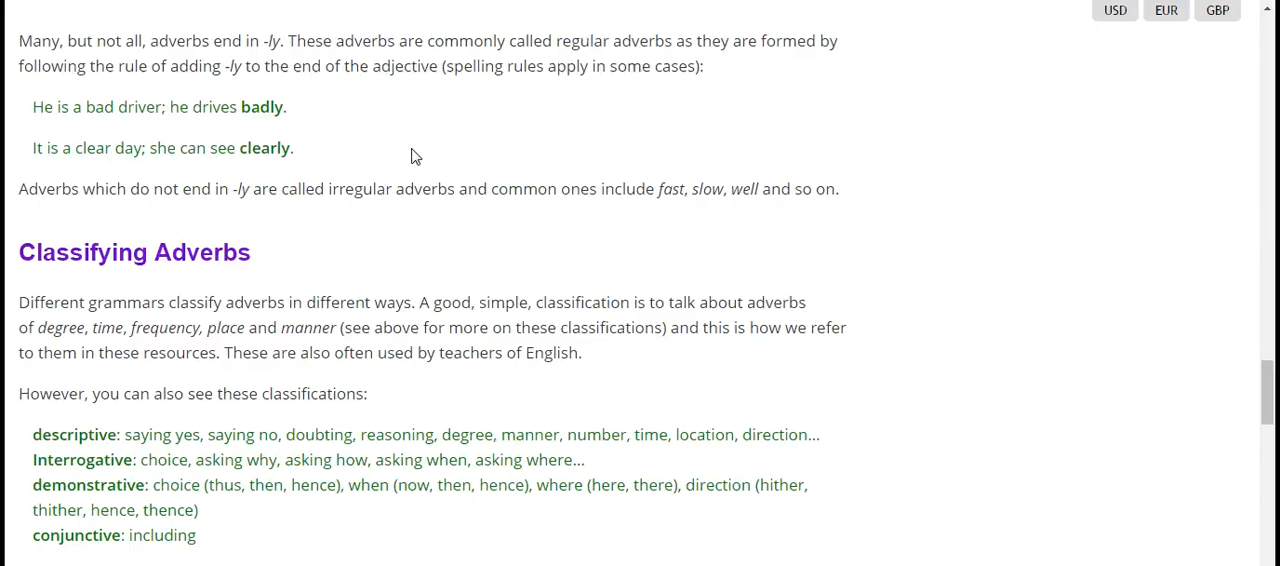 USD EUR GBP
Many, but not all, adverbs end in -ly. These adverbs are commonly called regular adverbs as they are formed by
following the rule of adding -ly to the end of the adjective (spelling rules apply in some cases):
He is a bad driver; he drives badly.
It is a clear day; she can see clearly.
Adverbs which do not end in -ly are called irregular adverbs and common ones include fast, slow, well and so on.
Classifying Adverbs
Different grammars classify adverbs in different ways. A good, simple, classification is to talk about adverbs
of degree, time, frequency, place and manner (see above for more on these classifications) and this is how we refer
to them in these resources. These are also often used by teachers of English.
However, you can also see these classifications:
descriptive: saying yes, saying no, doubting, reasoning, degree, manner, number, time, location, direction...
Interrogative: choice, asking why, asking how, asking when, asking where...
demonstrative: choice (thus, then, hence), when (now, then, hence), where (here, there), direction (hither,
thither, hence, thence)
conjunctive: including